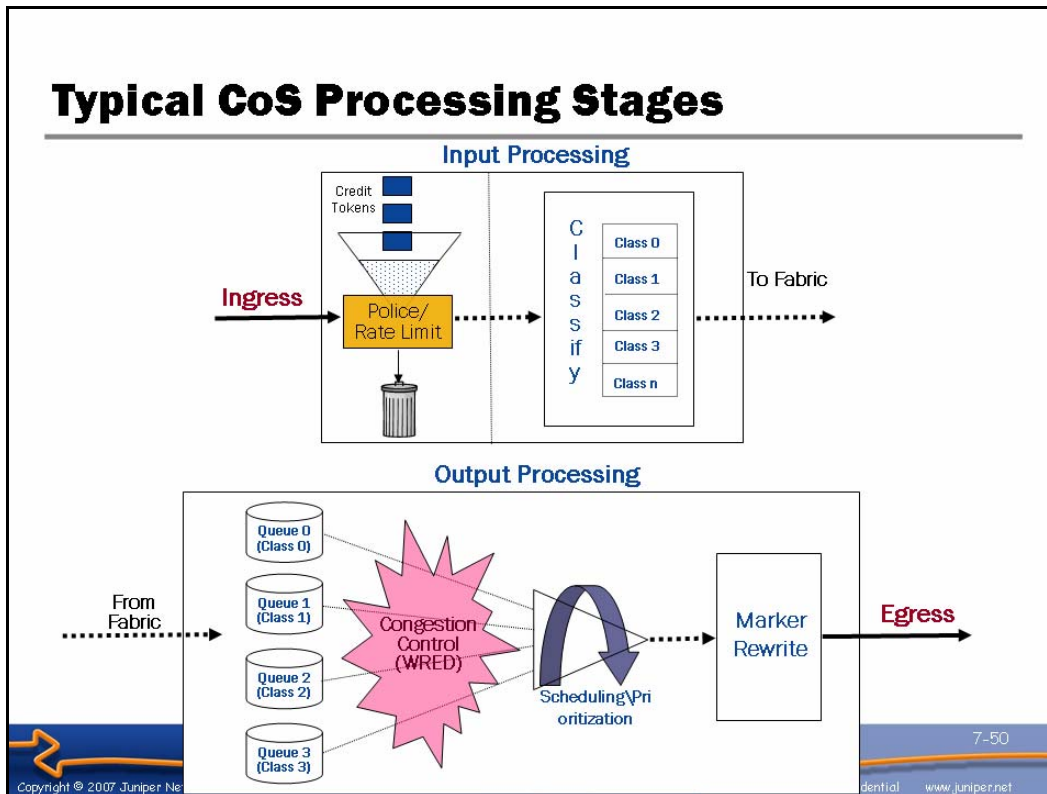 Typical CoS Processing Stages
Input Processing
Credit
Tokens
Ingress
Police/
Rate Limit
Classify
Class 0
Class 1
Class 2
Class 3
Class n
To Fabric
Output Processing
From
Fabric
Queue 0
(Class 0)
Queue 1
(Class 1)
Queue 2
(Class 2)
Queue 3
(Class 3)
Congestion
Control
(WRED)
Scheduling\Pri
oritization
Marker
Rewrite
Egress
7-50
Copyright © 2007 Juniper
www.juniper.net